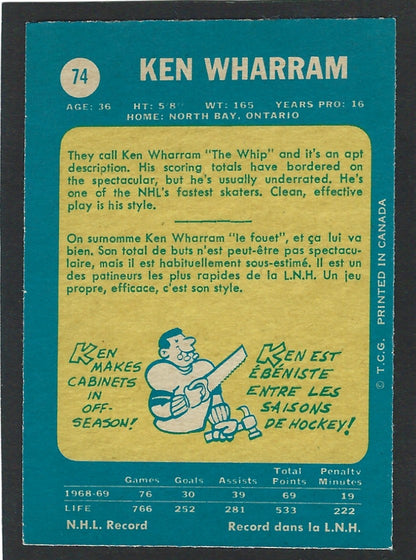 74
KEN WHARRAM
AGE: 36 HT: 5'8" WT: 165 YEARS PRO: 16
HOME: NORTH BAY, ONTARIO
They call Ken Wharram "The Whip" and it's an apt
description. His scoring totals have bordered on
the spectacular, but he's usually underrated. He's
one of the NHL's fastest skaters. Clean, effective
play is his style.
On surnomme Ken Wharram "le fouet", et ça lui va
bien. Son total de buts n'est peut-être pas spectacu-
laire, mais il est habituellement sous-estimé. Il est un
des patineurs les plus rapides de la L.N.H. Un jeu
propre, efficace, c'est son style.
KEN
MAKES
CABINETS
IN
OFF-
SEASON!
KEN EST
ÉBÉNISTE
ENTRE LES
SAISONS
DE HOCKEY!
© T.C.G. PRINTED IN CANADA
Games Goals Assists Total Points Penalty Minutes
1968-69 76 30 39 69 19
LIFE 766 252 281 533 222
N.H.L. Record Record dans la L.N.H.